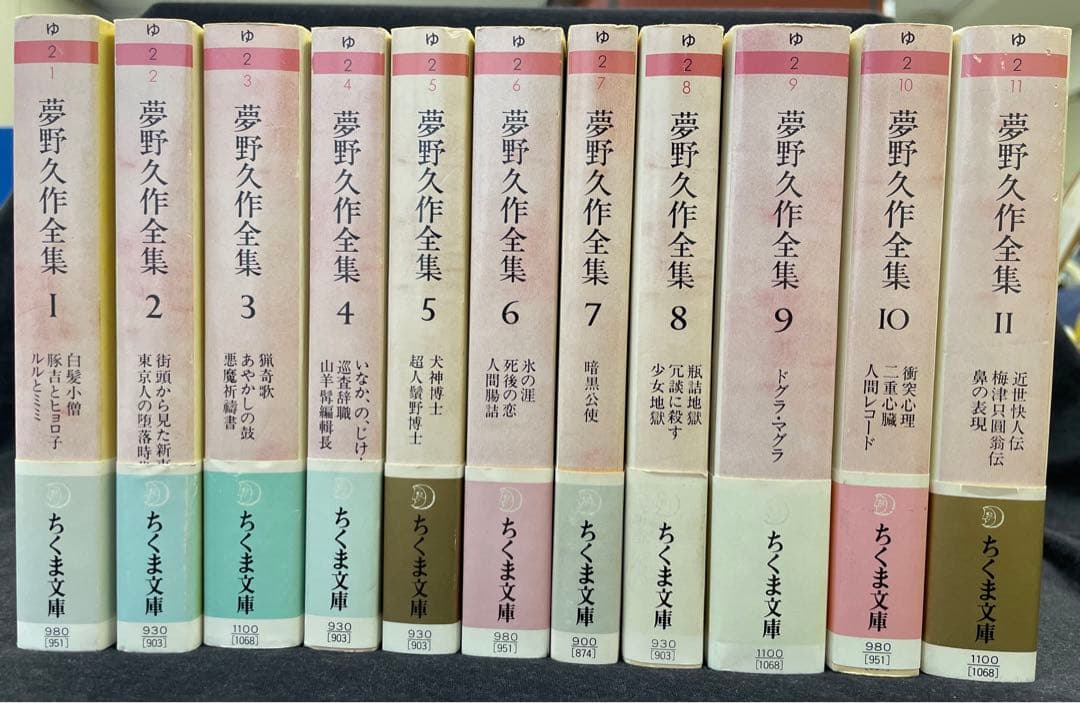 ゆ
2
1
夢野久作全集
1
白髪小僧
豚吉とヒョロ子
ルルとミミ
ちくま文庫
980
[951]
ゆ
2
2
夢野久作全集
2
街頭から見た新東
東京人の堕落時
ちくま文庫
930
[903]
ゆ
2
3
夢野久作全集
3
猟奇歌
あやかしの鼓
悪魔祈祷書
ちくま文庫
1100
[1068]
ゆ
2
4
夢野久作全集
4
いなか、の、じけ
巡査辞職
山羊髯編輯長
ちくま文庫
930
[903]
ゆ
2
5
夢野久作全集
5
犬神博士
超人鬚野博士
ちくま文庫
930
[903]
ゆ
2
6
夢野久作全集
6
氷の涯
死後の恋
人間腸詰
ちくま文庫
980
[951]
ゆ
2
7
夢野久作全集
7
暗黒公使
ちくま文庫
900
[874]
ゆ
2
8
夢野久作全集
8
瓶詰地獄
冗談に殺す
少女地獄
ちくま文庫
930
[903]
ゆ
2
9
夢野久作全集
9
ドグラ・マグラ
ちくま文庫
1100
[1068]
ゆ
2
10
夢野久作全集
10
衝突心理
二重心臓
人間レコード
ちくま文庫
980
[951]
ゆ
2
11
夢野久作全集
11
近世快人伝
梅津只圓翁伝
鼻の表現
ちくま文庫
1100
[1068]